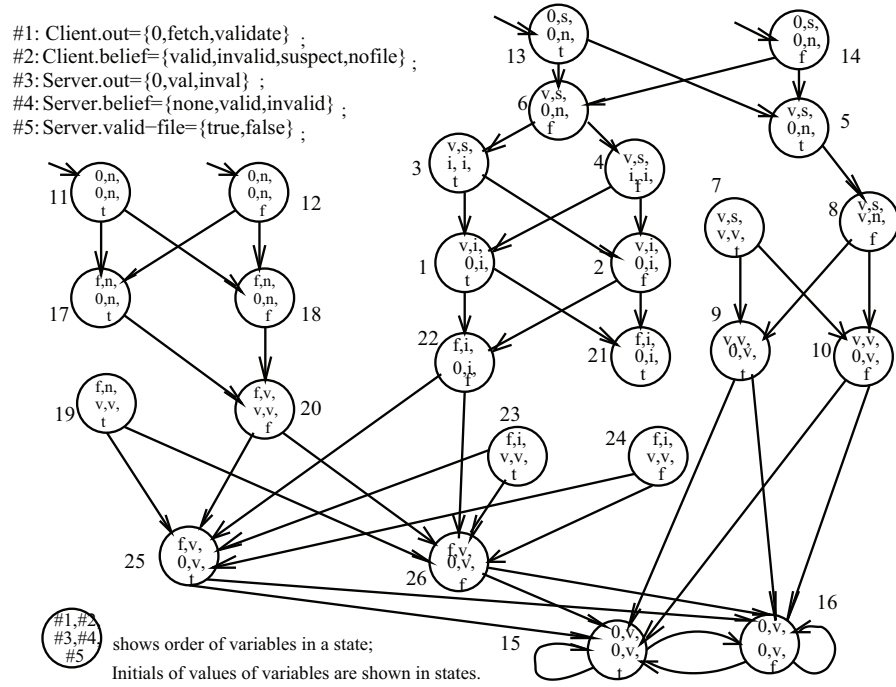 #1: Client.out={0,fetch,validate} ;
#2: Client.belief={valid,invalid,suspect,nofile} ;
#3: Server.out={0,val,inval} ;
#4: Server.belief={none,valid,invalid} ;
#5: Server.valid−file={true,false} ;
0,s,
0,n,
t
13
0,s,
0,n,
f
14
6
v,s,
0,n,
f
v,s,
0,n,
t
5
3
v,s,
i, i,
t
4
v,s,
i,i,
f
11
0,n,
0,n,
t
0,n,
0,n,
f
12
7
v,s,
v,v,
t
8
v,s,
v,n,
f
1
v,i,
0,i,
t
2
v,i,
0,i,
f
17
f,n,
0,n,
t
f,n,
0,n,
f
18
22
f,i,
0,i,
f
21
f,i,
0,i,
t
9
v,v,
0,v,
t
10
v,v,
0,v,
f
19
f,n,
v,v,
t
f,v,
v,v,
f
20
23
f,i,
v,v,
t
24
f,i,
v,v,
f
25
f,v,
0,v,
t
26
f,v,
0,v,
f
15
0,v,
0,v,
t
16
0,v,
0,v,
f
#1,#2
#3,#4,
#5
shows order of variables in a state;
Initials of values of variables are shown in states.